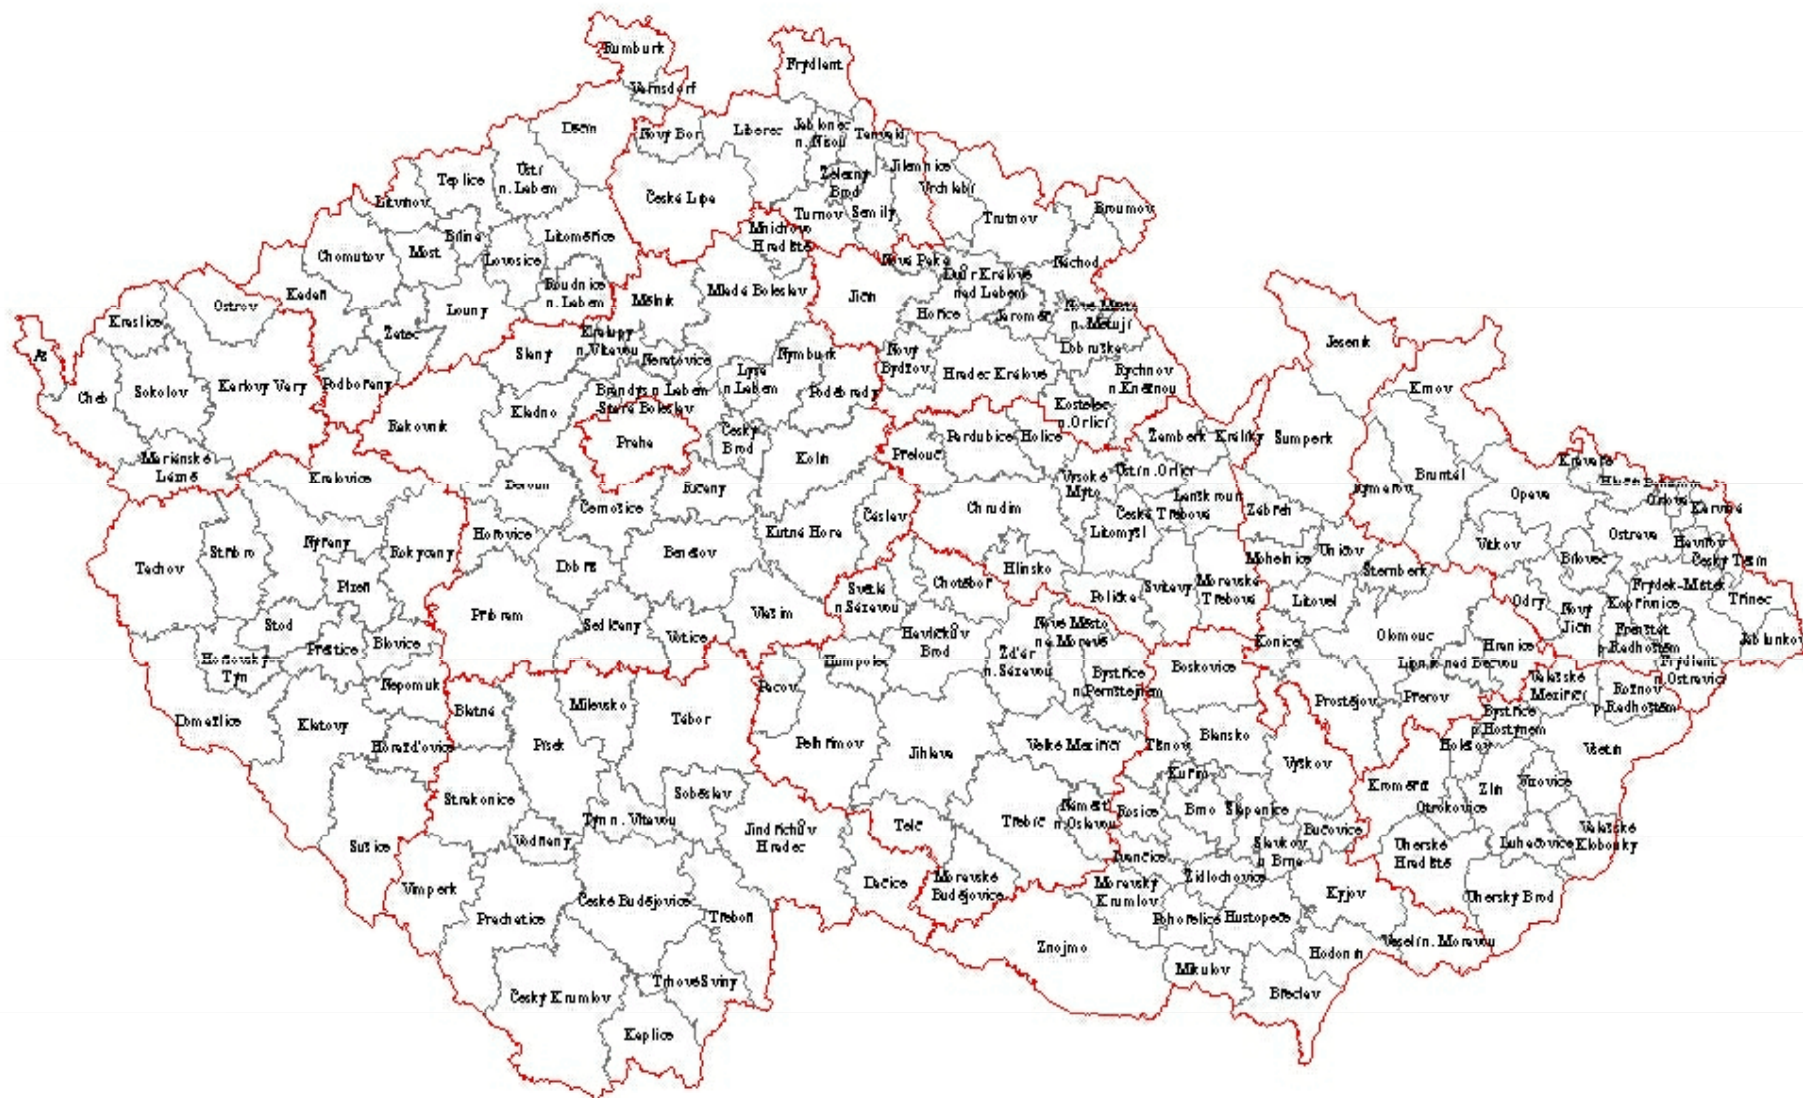 Rumburk
Frýdlant
Varnsdorf
Děčín
Nový Bor
Liberec
Jablonec
n. Nisou
Tanvald
Jilemnice
Vrchlabí
Trutnov
Broumov
Teplice
Ústí
n. Labem
Litvínov
Česká Lípa
Železný
Brod
Turnov
Semily
Mnichovo
Hradiště
Náchod
Chomutov
Most
Bílina
Lovosice
Litoměřice
Roudnice
n. Labem
Mělník
Mladá Boleslav
Jičín
Nová Paka
Dvůr Králové
nad Labem
Hořice
Jaroměř
Nové Město
n. Metují
Dobruška
Kraslice
Ostrov
Kadaň
Žatec
Louny
Slaný
Kralupy
n. Vltavou
Neratovice
Lysá
n. Labem
Nymburk
Poděbrady
Nový
Bydžov
Hradec Králové
Rychnov
n. Kněžnou
Kostelec
n. Orlicí
Jeseník
Krnov
Aš
Cheb
Sokolov
Karlovy Vary
Podbořany
Rakovník
Kladno
Brandýs n. Labem
Stará Boleslav
Praha
Český
Brod
Kolín
Přelouč
Pardubice
Holice
Žamberk
Králíky
Šumperk
Mariánské
Lázně
Kralovice
Beroun
Černošice
Říčany
Kutná Hora
Čáslav
Chrudim
Vysoké
Mýto
Ústí n. Orlicí
Česká Třebová
Lanškroun
Litomyšl
Zábřeh
Rýmařov
Bruntál
Opava
Kravaře
Hlučín
Bohumín
Orlová
Karviná
Havířov
Český Těšín
Ostrava
Vítkov
Bílovec
Tachov
Stříbro
Nýřany
Plzeň
Rokycany
Hořovice
Dobříš
Benešov
Vlašim
Světlá
n. Sázavou
Chotěboř
Hlinsko
Polička
Svitavy
Moravská
Třebová
Mohelnice
Uničov
Šternberk
Litovel
Odry
Nový
Jičín
Kopřivnice
Frýdek-Místek
Třinec
Jablunkov
Frenštát
p. Radhoštěm
Frýdlant
n. Ostravicí
Stod
Přeštice
Blovice
Horšovský
Týn
Příbram
Sedlčany
Votice
Havlíčkův
Brod
Humpolec
Žďár
n. Sázavou
Nové Město
na Moravě
Bystřice
n. Pernštejnem
Boskovice
Konice
Olomouc
Hranice
Lipník nad Bečvou
Přerov
Prostějov
Valašské
Meziříčí
Rožnov
p. Radhoštěm
Bystřice
p. Hostýnem
Domažlice
Klatovy
Nepomuk
Horažďovice
Blatná
Milevsko
Tábor
Písek
Pacov
Pelhřimov
Jihlava
Velké Meziříčí
Tišnov
Blansko
Kuřim
Vyškov
Kroměříž
Holešov
Zlín
Vizovice
Vsetín
Otrokovice
Sušice
Strakonice
Vodňany
Týn n. Vltavou
Soběslav
Jindřichův
Hradec
Telč
Třebíč
Náměšť
n. Oslavou
Rosice
Brno
Šlapanice
Slavkov
u Brna
Bučovice
Uherské
Hradiště
Luhačovice
Valašské
Klobouky
Vimperk
Prachatice
České Budějovice
Třeboň
Dačice
Moravské
Budějovice
Ivančice
Moravský
Krumlov
Židlochovice
Pohořelice
Hustopeče
Kyjov
Uherský Brod
Veselí n. Moravou
Hodonín
Znojmo
Mikulov
Břeclav
Český Krumlov
Trhové Sviny
Kaplice